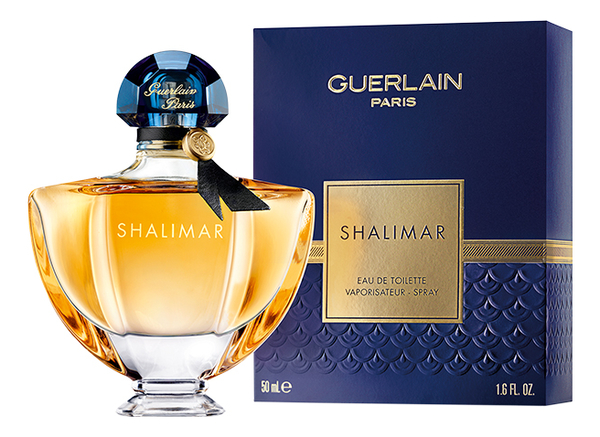 Guerlain
Paris
SHALIMAR
GUERLAIN
PARIS
SHALIMAR
EAU DE TOILETTE
VAPORISATEUR - SPRAY
50 mL e
1.6 FL. OZ.